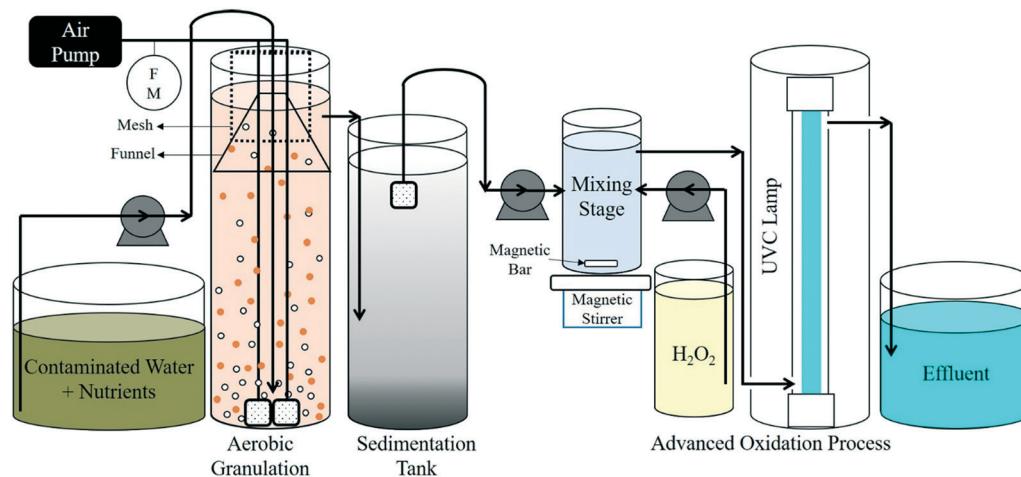 Air
Pump
F
M
Mesh
Funnel
Contaminated Water
+ Nutrients
Aerobic
Granulation
Sedimentation
Tank
Mixing
Stage
Magnetic
Bar
Magnetic
Stirrer
H₂O₂
UVC Lamp
Advanced Oxidation Process
Effluent